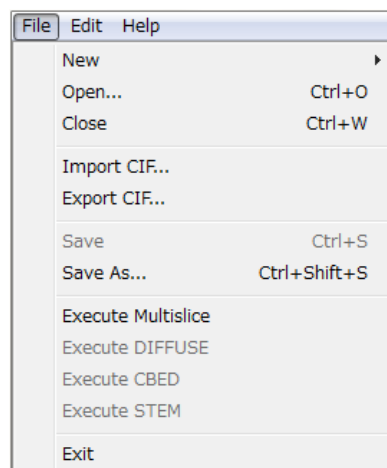 File Edit Help
New
Open... Ctrl+O
Close Ctrl+W
Import CIF...
Export CIF...
Save Ctrl+S
Save As... Ctrl+Shift+S
Execute Multislice
Execute DIFFUSE
Execute CBED
Execute STEM
Exit